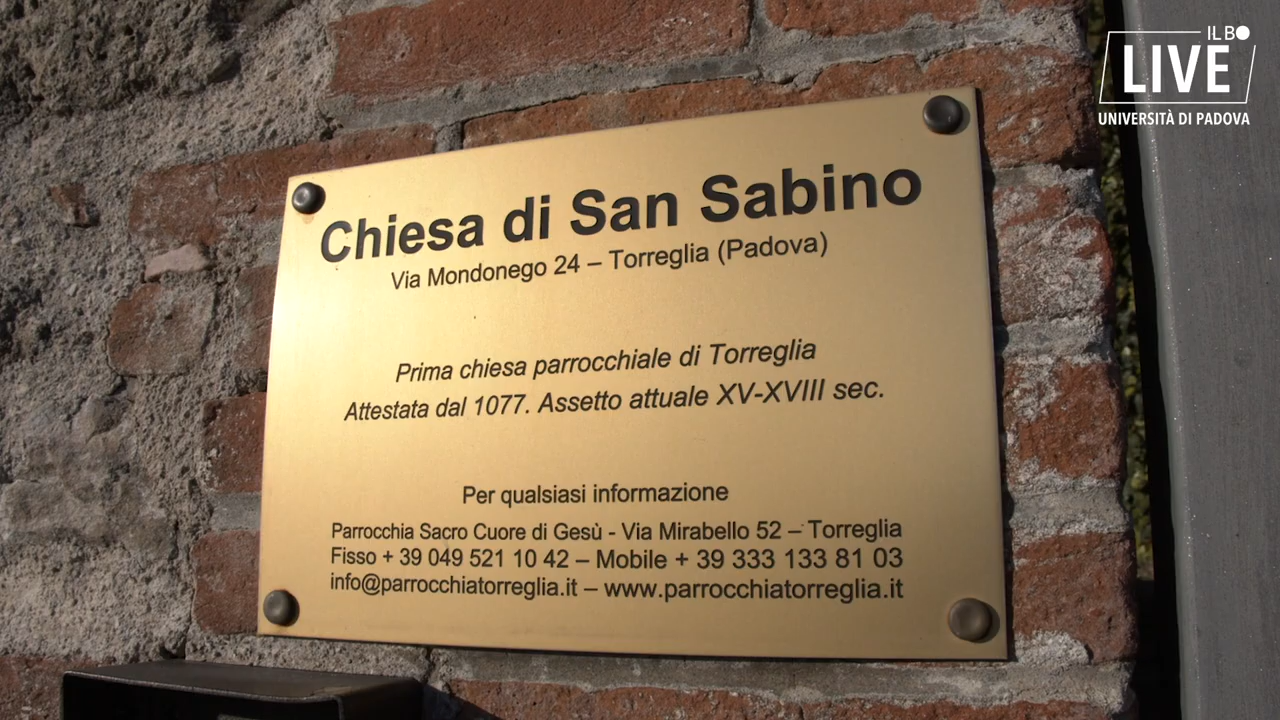 IL BO
LIVE
UNIVERSITÀ DI PADOVA
Chiesa di San Sabino
Via Mondonego 24 – Torreglia (Padova)
Prima chiesa parrocchiale di Torreglia
Attestata dal 1077. Assetto attuale XV-XVIII sec.
Per qualsiasi informazione
Parrocchia Sacro Cuore di Gesù - Via Mirabello 52 – Torreglia
Fisso + 39 049 521 10 42 – Mobile + 39 333 133 81 03
info@parrocchiatorreglia.it – www.parrocchiatorreglia.it